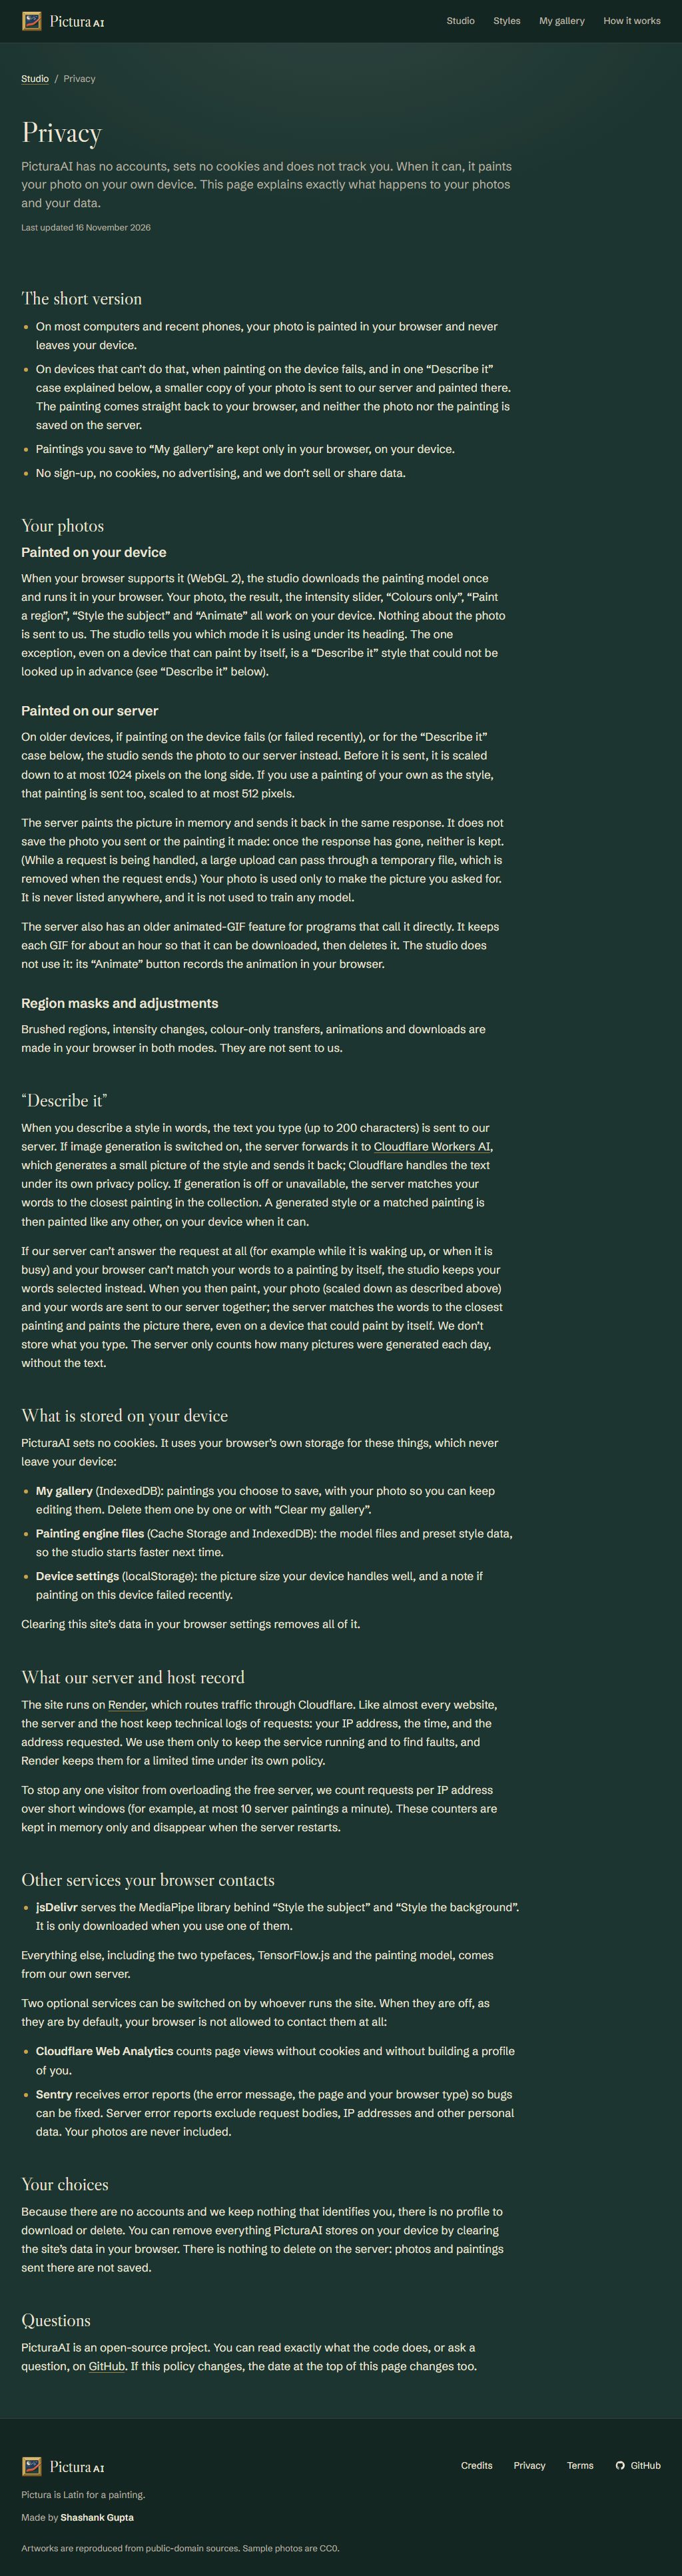 Pictura AI
Studio Styles My gallery How it works
Studio / Privacy
Privacy
PicturaAI has no accounts, sets no cookies and does not track you. When it can, it paints
your photo on your own device. This page explains exactly what happens to your photos
and your data.
Last updated 16 November 2026
The short version
• On most computers and recent phones, your photo is painted in your browser and never
leaves your device.
• On devices that can’t do that, when painting on the device fails, and in one “Describe it”
case explained below, a smaller copy of your photo is sent to our server and painted there.
The painting comes straight back to your browser, and neither the photo nor the painting is
saved on the server.
• Paintings you save to “My gallery” are kept only in your browser, on your device.
• No sign-up, no cookies, no advertising, and we don’t sell or share data.
Your photos
Painted on your device
When your browser supports it (WebGL 2), the studio downloads the painting model once
and runs it in your browser. Your photo, the result, the intensity slider, “Colours only”, “Paint
a region”, “Style the subject” and “Animate” all work on your device. Nothing about the photo
is sent to us. The studio tells you which mode it is using under its heading. The one
exception, even on a device that can paint by itself, is a “Describe it” style that could not be
looked up in advance (see “Describe it” below).
Painted on our server
On older devices, if painting on the device fails (or failed recently), or for the “Describe it”
case below, the studio sends the photo to our server instead. Before it is sent, it is scaled
down to at most 1024 pixels on the long side. If you use a painting of your own as the style,
that painting is sent too, scaled to at most 512 pixels.
The server paints the picture in memory and sends it back in the same response. It does not
save the photo you sent or the painting it made: once the response has gone, neither is kept.
(While a request is being handled, a large upload can pass through a temporary file, which is
removed when the request ends.) Your photo is used only to make the picture you asked for.
It is never listed anywhere, and it is not used to train any model.
The server also has an older animated-GIF feature for programs that call it directly. It keeps
each GIF for about an hour so that it can be downloaded, then deletes it. The studio does
not use it: its “Animate” button records the animation in your browser.
Region masks and adjustments
Brushed regions, intensity changes, colour-only transfers, animations and downloads are
made in your browser in both modes. They are not sent to us.
“Describe it”
When you describe a style in words, the text you type (up to 200 characters) is sent to our
server. If image generation is switched on, the server forwards it to Cloudflare Workers AI,
which generates a small picture of the style and sends it back; Cloudflare handles the text
under its own privacy policy. If generation is off or unavailable, the server matches your
words to the closest painting in the collection. A generated style or a matched painting is
then painted like any other, on your device when it can.
If our server can’t answer the request at all (for example while it is waking up, or when it is
busy) and your browser can’t match your words to a painting by itself, the studio keeps your
words selected instead. When you then paint, your photo (scaled down as described above)
and your words are sent to our server together; the server matches the words to the closest
painting and paints the picture there, even on a device that could paint by itself. We don’t
store what you type. The server only counts how many pictures were generated each day,
without the text.
What is stored on your device
PicturaAI sets no cookies. It uses your browser’s own storage for these things, which never
leave your device:
• My gallery (IndexedDB): paintings you choose to save, with your photo so you can keep
editing them. Delete them one by one or with “Clear my gallery”.
• Painting engine files (Cache Storage and IndexedDB): the model files and preset style data,
so the studio starts faster next time.
• Device settings (localStorage): the picture size your device handles well, and a note if
painting on this device failed recently.
Clearing this site’s data in your browser settings removes all of it.
What our server and host record
The site runs on Render, which routes traffic through Cloudflare. Like almost every website,
the server and the host keep technical logs of requests: your IP address, the time, and the
address requested. We use them only to keep the service running and to find faults, and
Render keeps them for a limited time under its own policy.
To stop any one visitor from overloading the free server, we count requests per IP address
over short windows (for example, at most 10 server paintings a minute). These counters are
kept in memory only and disappear when the server restarts.
Other services your browser contacts
• jsDelivr serves the MediaPipe library behind “Style the subject” and “Style the background”.
It is only downloaded when you use one of them.
Everything else, including the two typefaces, TensorFlow.js and the painting model, comes
from our own server.
Two optional services can be switched on by whoever runs the site. When they are off, as
they are by default, your browser is not allowed to contact them at all:
• Cloudflare Web Analytics counts page views without cookies and without building a profile
of you.
• Sentry receives error reports (the error message, the page and your browser type) so bugs
can be fixed. Server error reports exclude request bodies, IP addresses and other personal
data. Your photos are never included.
Your choices
Because there are no accounts and we keep nothing that identifies you, there is no profile to
download or delete. You can remove everything PicturaAI stores on your device by clearing
the site’s data in your browser. There is nothing to delete on the server: photos and paintings
sent there are not saved.
Questions
PicturaAI is an open-source project. You can read exactly what the code does, or ask a
question, on GitHub. If this policy changes, the date at the top of this page changes too.
Pictura AI
Credits Privacy Terms GitHub
Pictura is Latin for a painting.
Made by Shashank Gupta
Artworks are reproduced from public-domain sources. Sample photos are CC0.